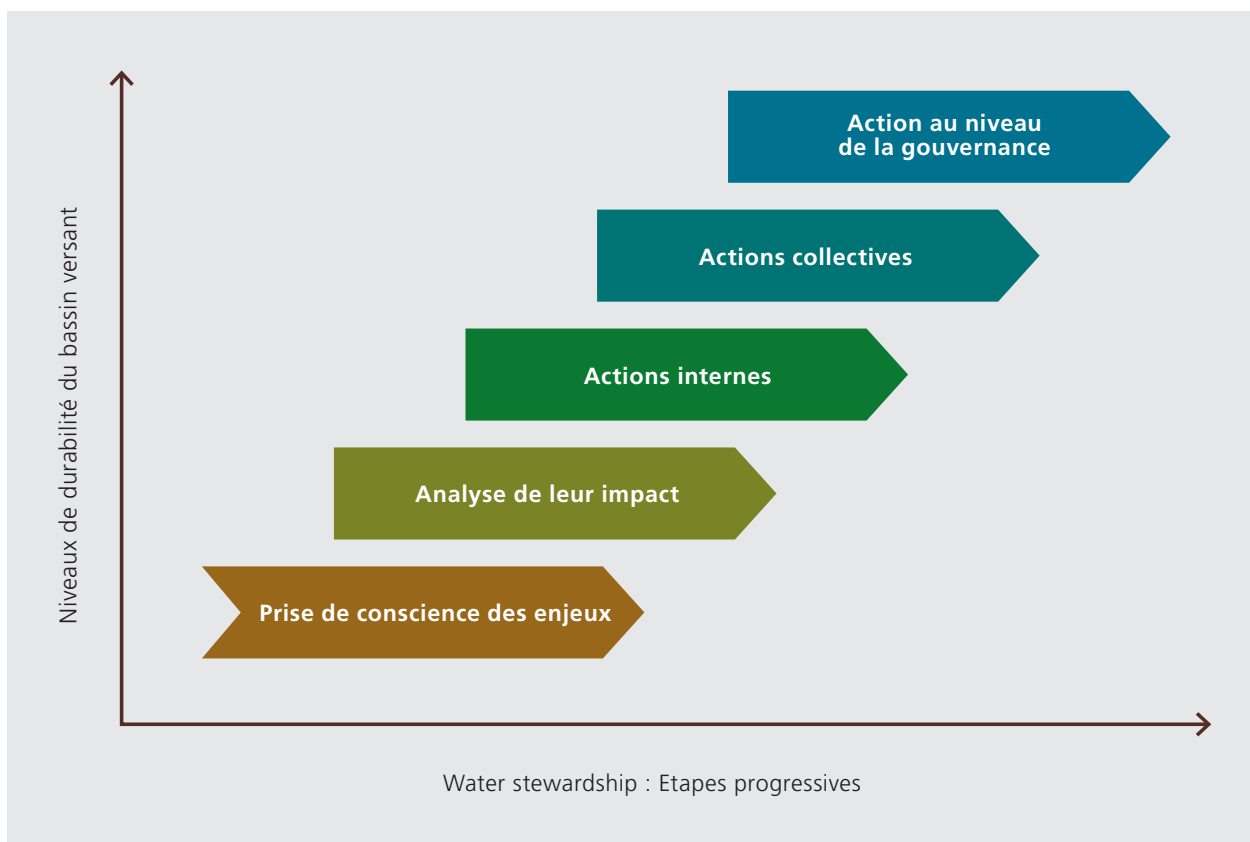 Action au niveau
de la gouvernance
Actions collectives
Actions internes
Analyse de leur impact
Prise de conscience des enjeux
Niveaux de durabilité du bassin versant
Water stewardship : Etapes progressives